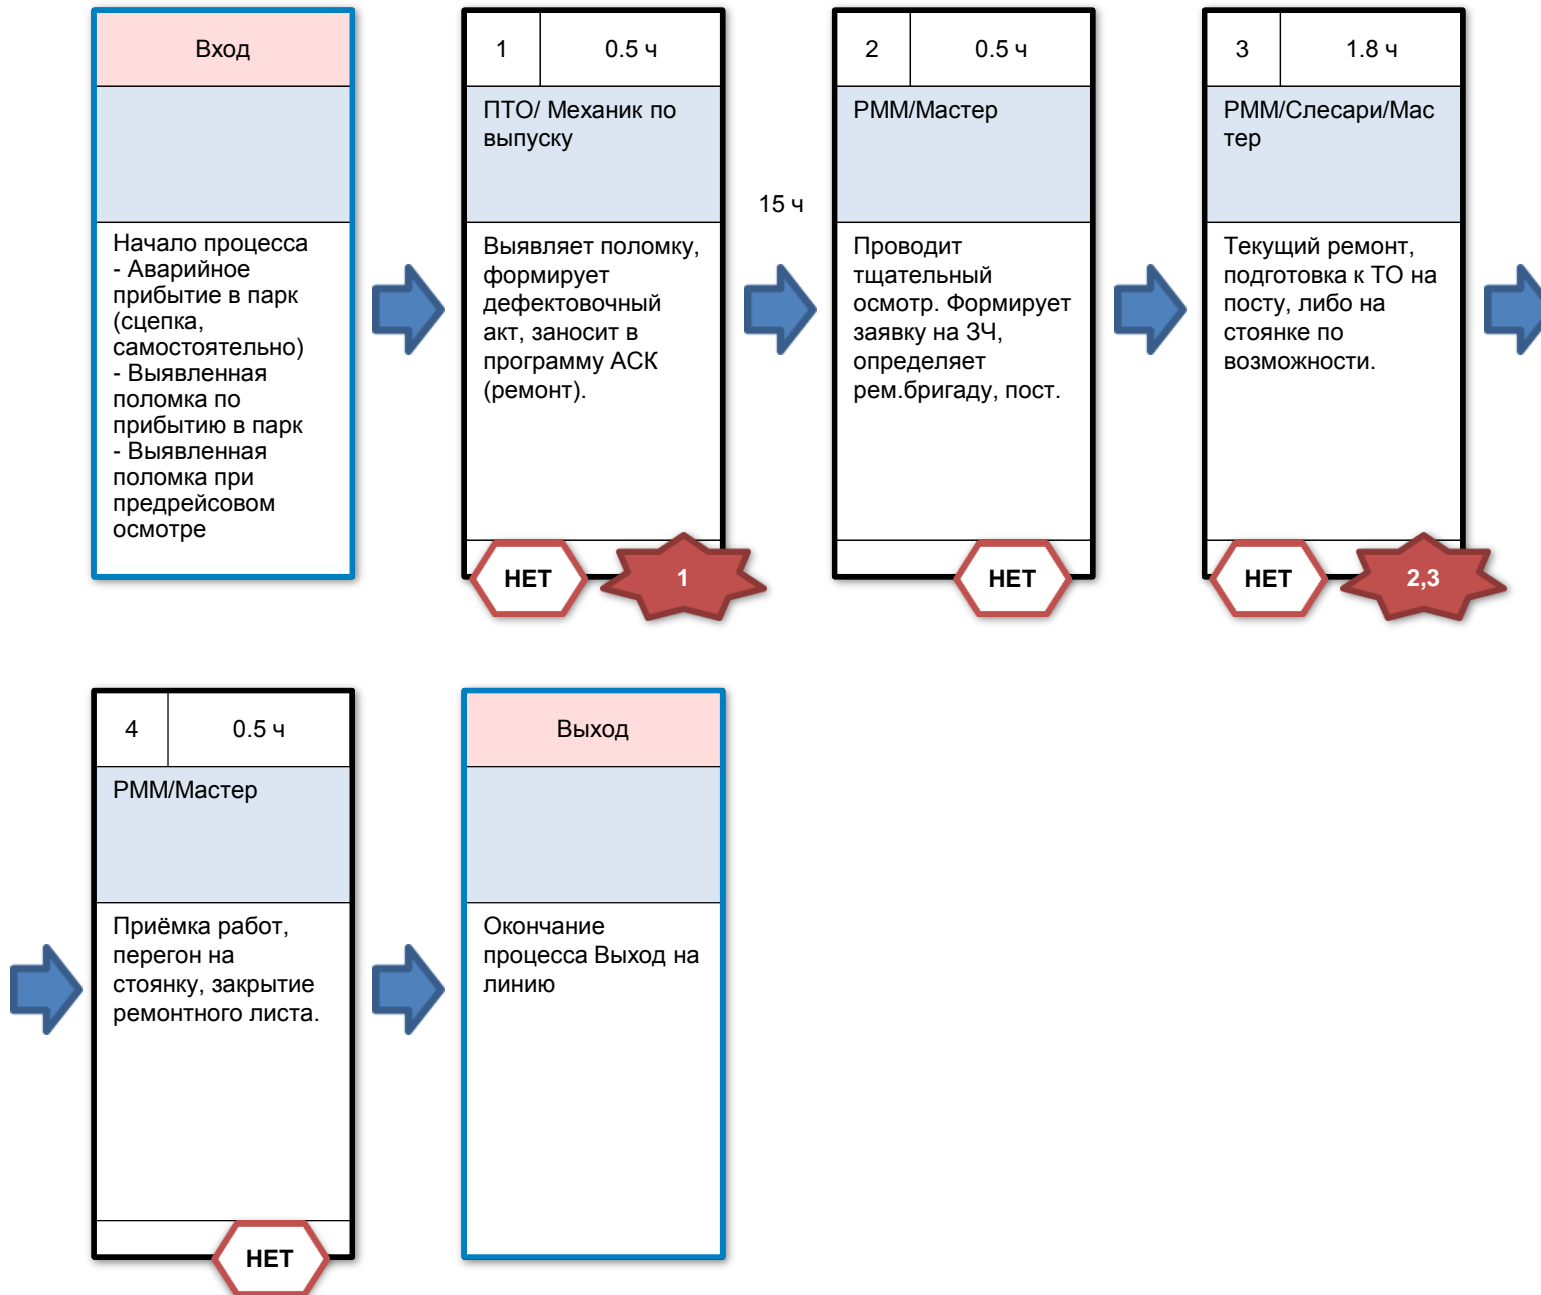 Вход
Начало процесса
- Аварийное
прибытие в парк
(сцепка,
самостоятельно)
- Выявленная
поломка по
прибытию в парк
- Выявленная
поломка при
предрейсовом
осмотре
1
0.5 ч
ПТО/ Механик по
выпуску
Выявляет поломку,
формирует
дефектовочный
акт, заносит в
программу АСК
(ремонт).
НЕТ
1
15 ч
2
0.5 ч
РММ/Мастер
Проводит
тщательный
осмотр. Формирует
заявку на ЗЧ,
определяет
рем.бригаду, пост.
НЕТ
3
1.8 ч
РММ/Слесари/Мас
тер
Текущий ремонт,
подготовка к ТО на
посту, либо на
стоянке по
возможности.
НЕТ
2,3
4
0.5 ч
РММ/Мастер
Приёмка работ,
перегон на
стоянку, закрытие
ремонтного листа.
НЕТ
Выход
Окончание
процесса Выход на
линию